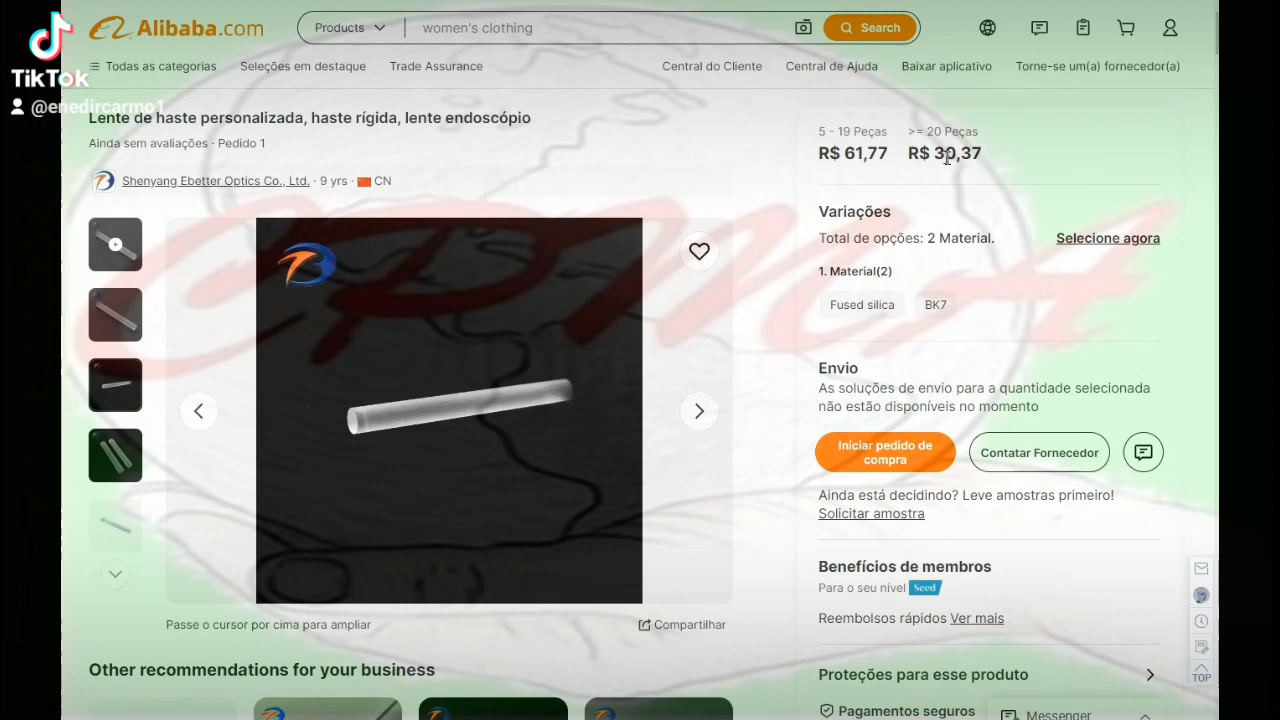 TikTok
@enedircarmo1
Alibaba.com
Products
women's clothing
Search
Todas as categorias
Seleções em destaque
Trade Assurance
Central do Cliente
Central de Ajuda
Baixar aplicativo
Torne-se um(a) fornecedor(a)
Lente de haste personalizada, haste rígida, lente endoscópio
Ainda sem avaliações · Pedido 1
Shenyang Ebetter Optics Co., Ltd. · 9 yrs · CN
5 - 19 Peças
>= 20 Peças
R$ 61,77
R$ 30,37
Variações
Total de opções: 2 Material.
Selecione agora
1. Material(2)
Fused silica
BK7
CPMCA
Envio
As soluções de envio para a quantidade selecionada
não estão disponíveis no momento
Iniciar pedido de
compra
Contatar Fornecedor
Ainda está decidindo? Leve amostras primeiro!
Solicitar amostra
Benefícios de membros
Para o seu nível Seed
Reembolsos rápidos Ver mais
Passe o cursor por cima para ampliar
Compartilhar
Other recommendations for your business
Proteções para esse produto
TOP
Pagamentos seguros
Messenger